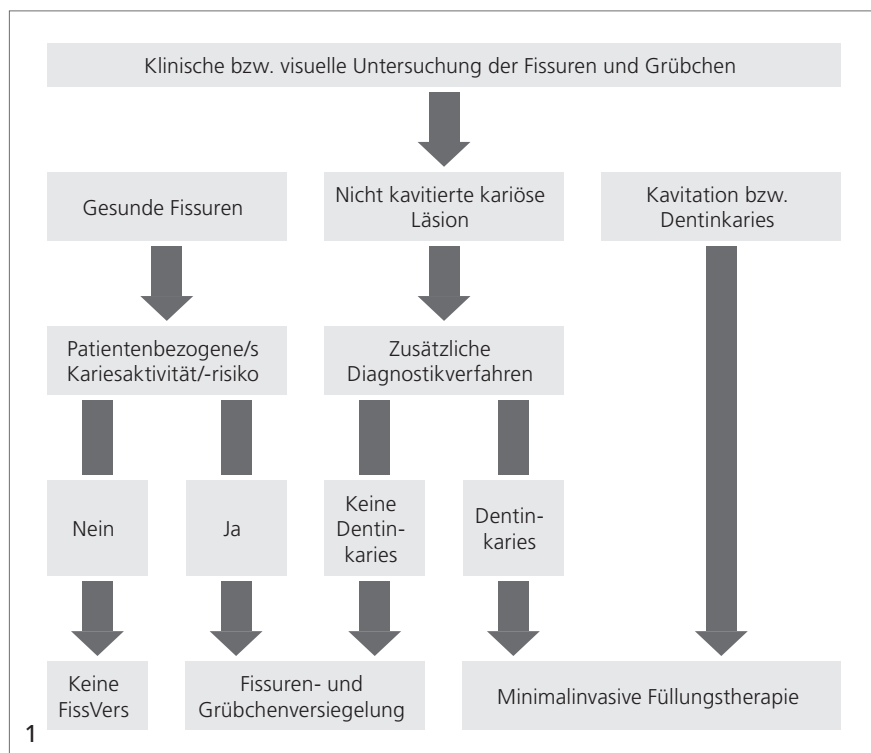 Klinische bzw. visuelle Untersuchung der Fissuren und Grübchen
Gesunde Fissuren
Nicht kavitierte kariöse
Läsion
Kavitation bzw.
Dentinkaries
Patientenbezogene/s
Kariesaktivität/-risiko
Zusätzliche
Diagnostikverfahren
Nein
Ja
Keine
Dentin-
karies
Dentin-
karies
Keine
FissVers
Fissuren- und
Grübchenversiegelung
Minimalinvasive Füllungstherapie
1